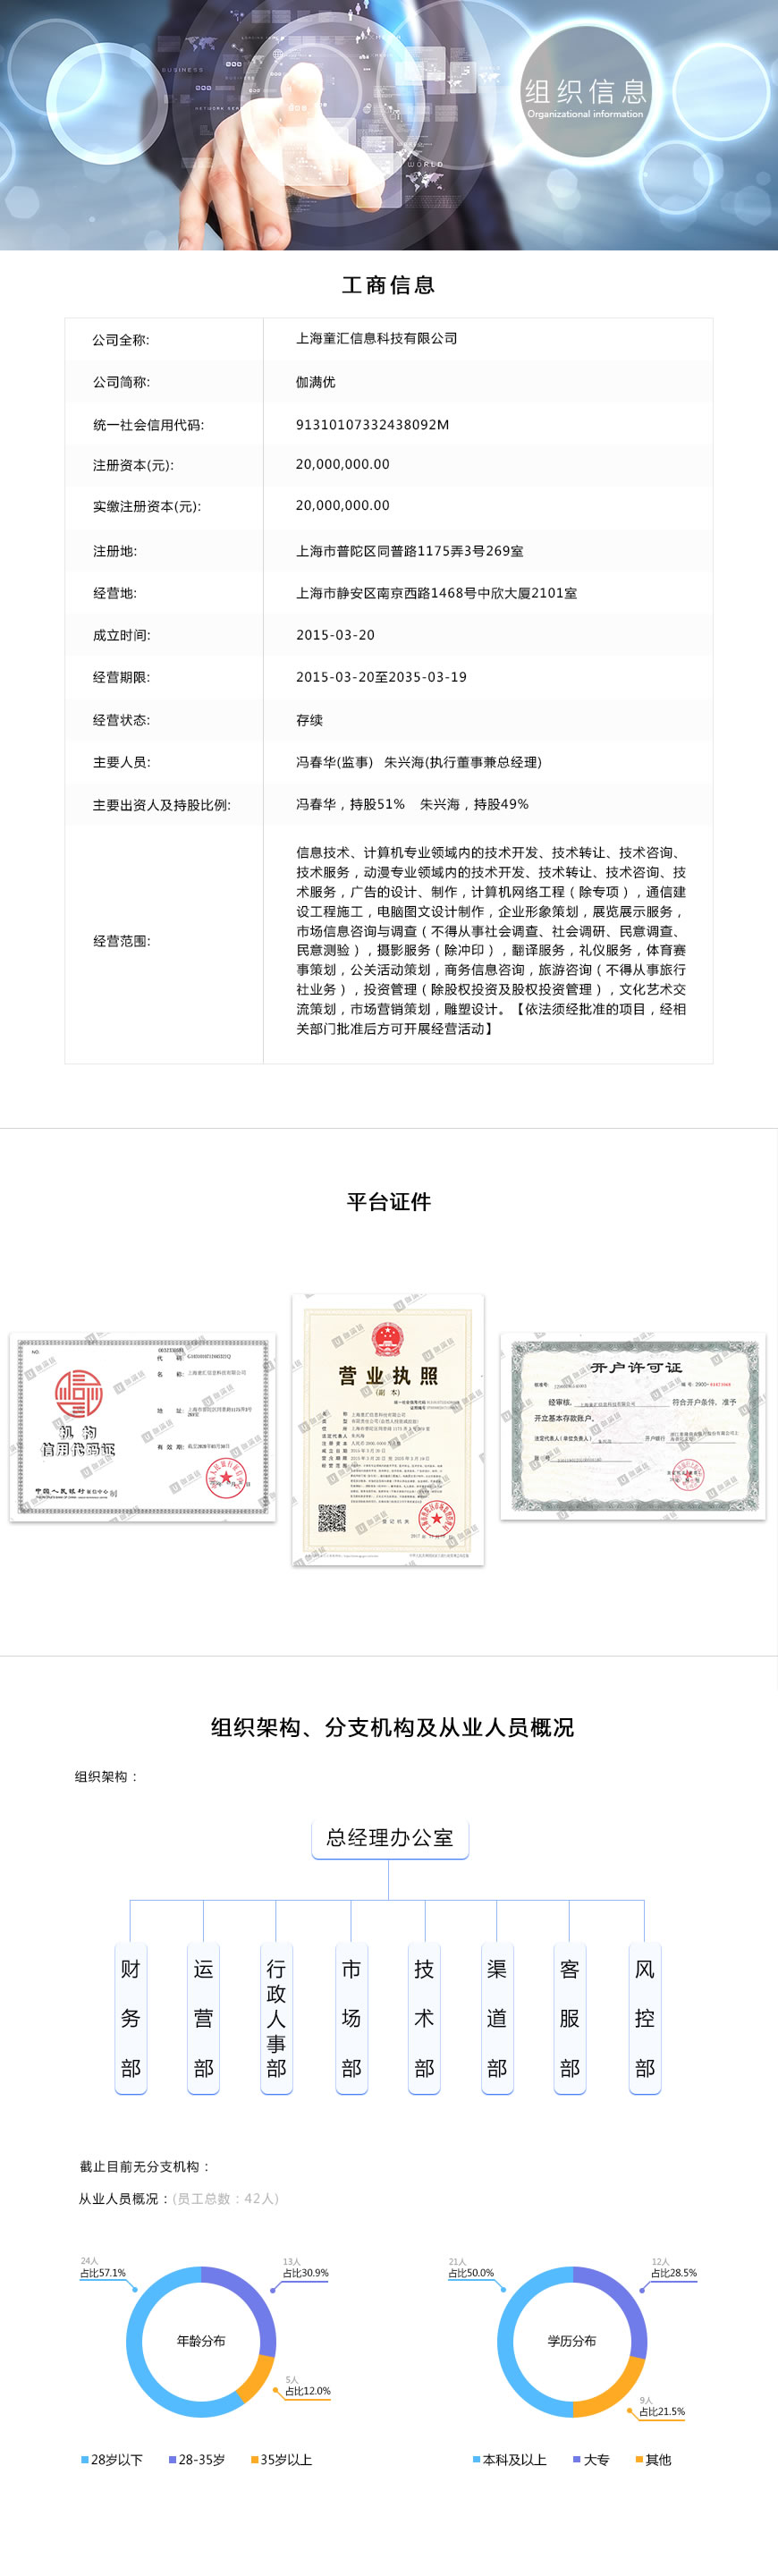 BUSINESS
WORLD
组织信息
Organizational information
工商信息
公司全称: 上海童汇信息科技有限公司
公司简称: 伽满优
统一社会信用代码: 91310107332438092M
注册资本(元): 20,000,000.00
实缴注册资本(元): 20,000,000.00
注册地: 上海市普陀区同普路1175弄3号269室
经营地: 上海市静安区南京西路1468号中欣大厦2101室
成立时间: 2015-03-20
经营期限: 2015-03-20至2035-03-19
经营状态: 存续
主要人员: 冯春华(监事) 朱兴海(执行董事兼总经理)
主要出资人及持股比例: 冯春华，持股51% 朱兴海，持股49%
经营范围:
信息技术、计算机专业领域内的技术开发、技术转让、技术咨询、
技术服务，动漫专业领域内的技术开发、技术转让、技术咨询、技
术服务，广告的设计、制作，计算机网络工程（除专项），通信建
设工程施工，电脑图文设计制作，企业形象策划，展览展示服务，
市场信息咨询与调查（不得从事社会调查、社会调研、民意调查、
民意测验），摄影服务（除冲印），翻译服务，礼仪服务，体育赛
事策划，公关活动策划，商务信息咨询，旅游咨询（不得从事旅行
社业务），投资管理（除股权投资及股权投资管理），文化艺术交
流策划，市场营销策划，雕塑设计。【依法须经批准的项目，经相
关部门批准后方可开展经营活动】
平台证件
机构
信用代码证
中国人民银行
营业执照
(副本)
开户许可证
经审核，
符合开户条件，准予
开立基本存款账户。
组织架构、分支机构及从业人员概况
组织架构：
总经理办公室
财务部
运营部
行政人事部
市场部
技术部
渠道部
客服部
风控部
截止目前无分支机构：
从业人员概况：(员工总数：42人)
24人
占比57.1%
13人
占比30.9%
年龄分布
5人
占比12.0%
28岁以下 28-35岁 35岁以上
21人
占比50.0%
12人
占比28.5%
学历分布
9人
占比21.5%
本科及以上 大专 其他